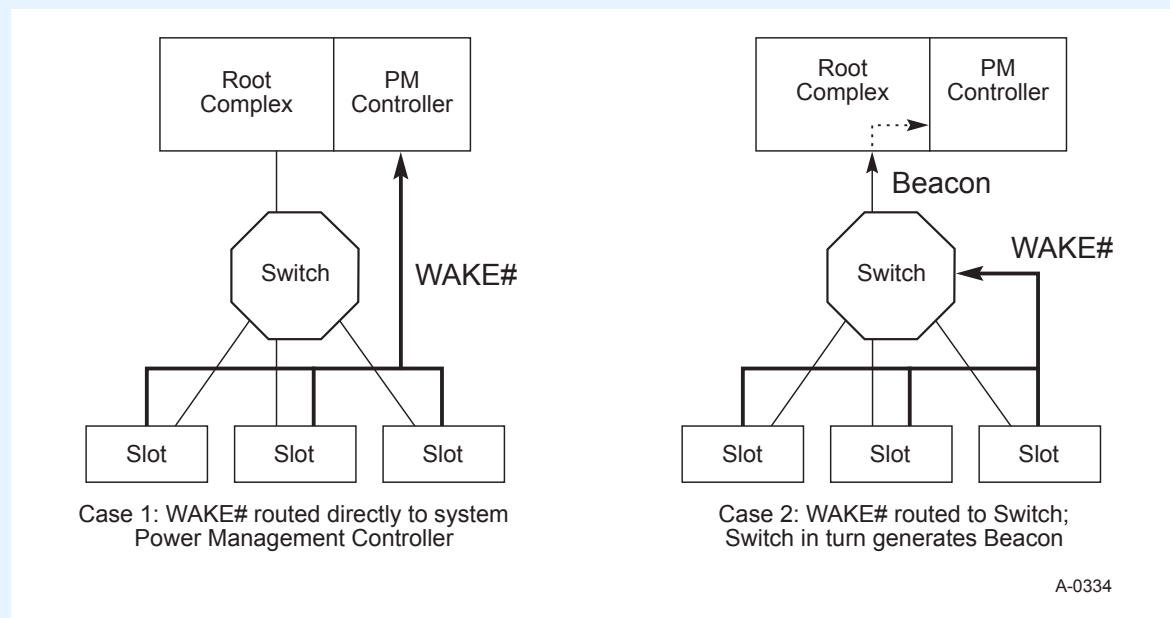 Root
Complex
PM
Controller
WAKE#
Switch
Slot
Slot
Slot
Case 1: WAKE# routed directly to system
Power Management Controller
Root
Complex
PM
Controller
Beacon
WAKE#
Switch
Slot
Slot
Slot
Case 2: WAKE# routed to Switch;
Switch in turn generates Beacon
A-0334